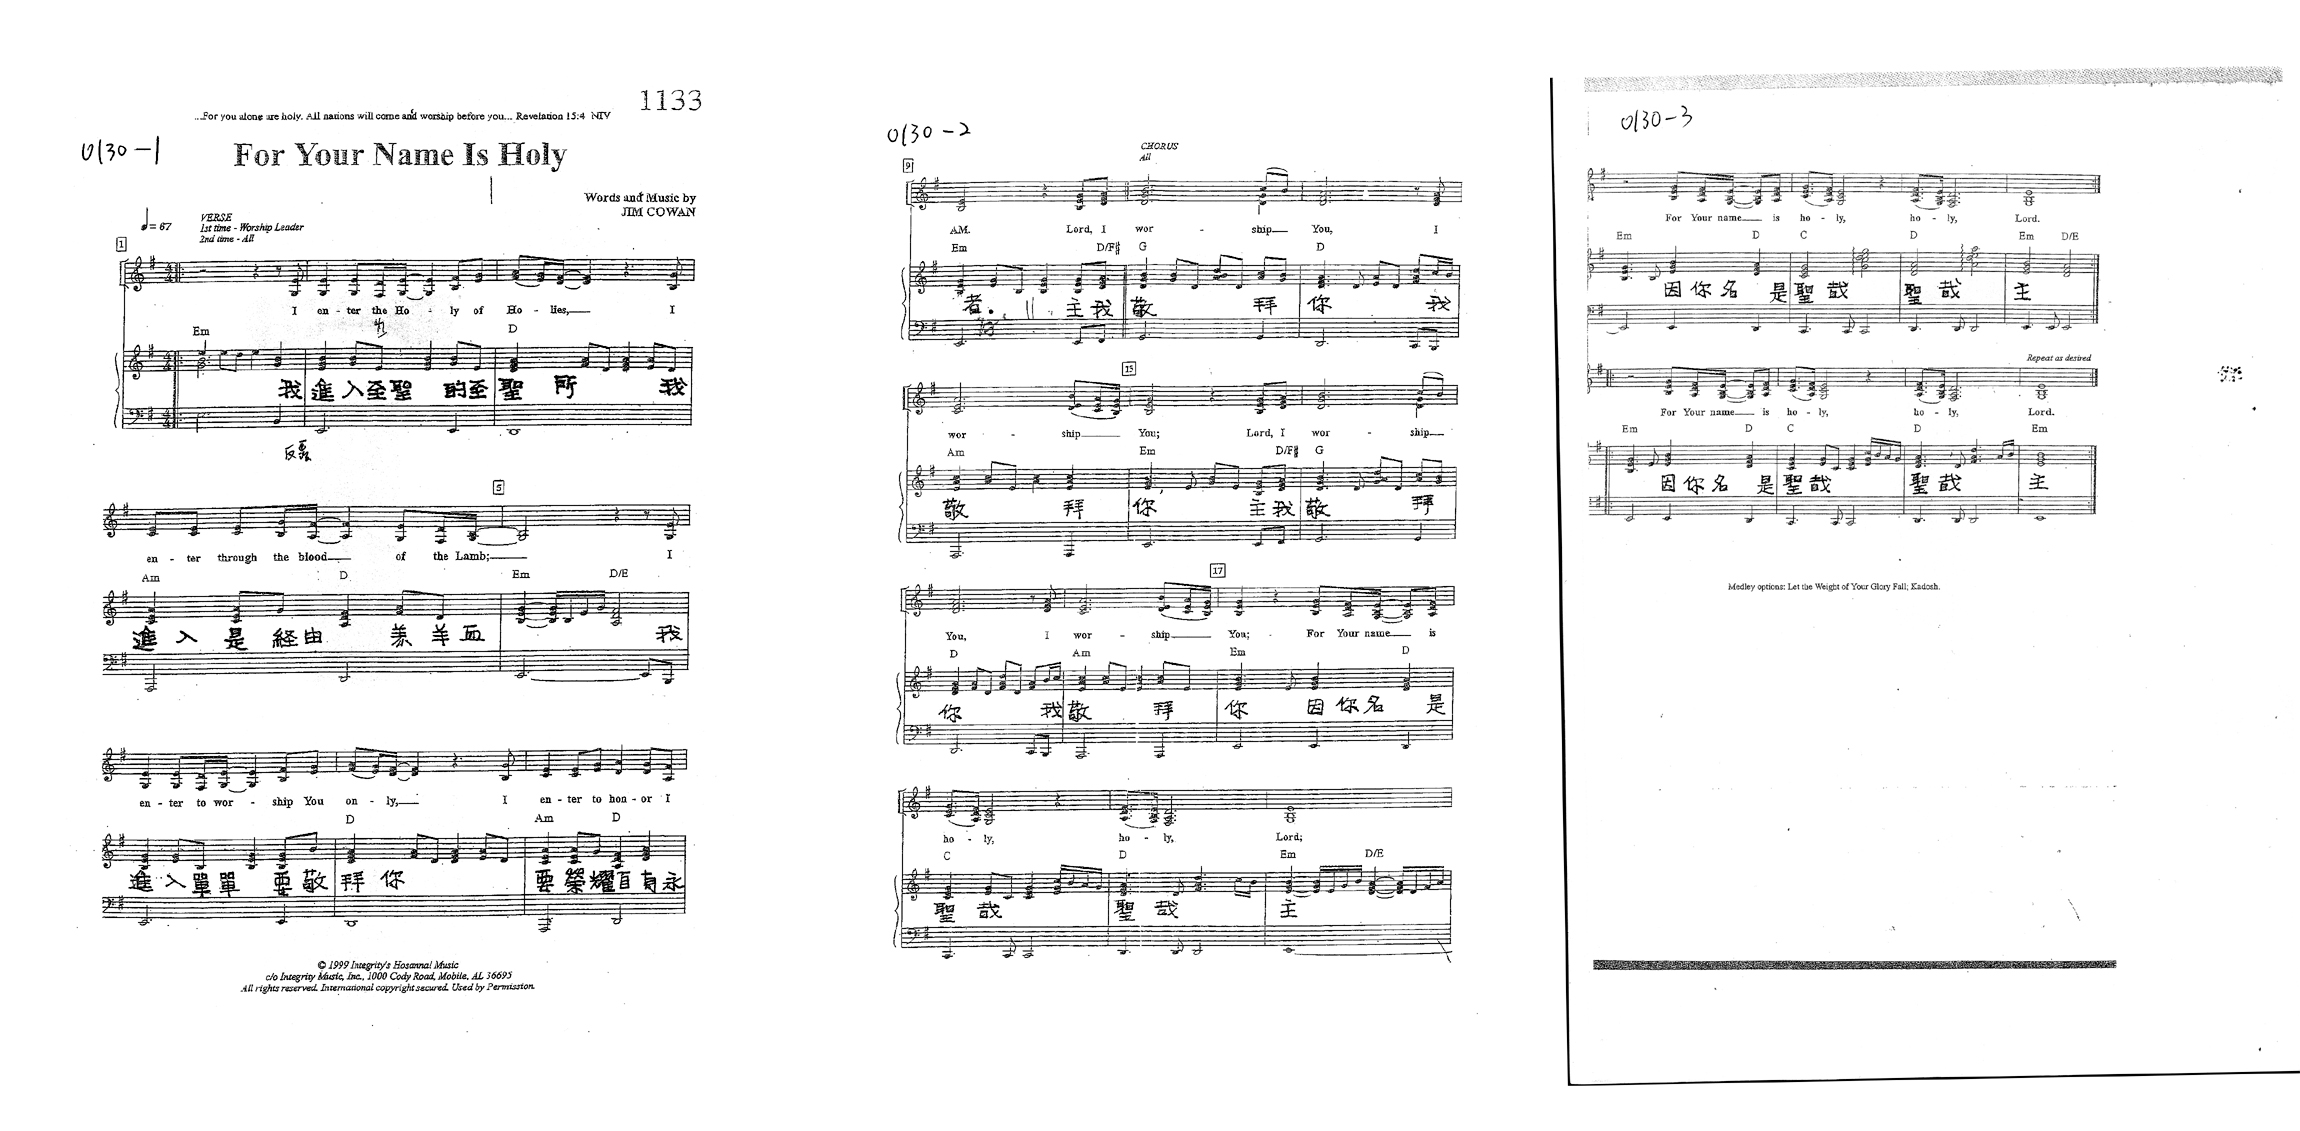 1133
...For you alone are holy. All nations will come and worship before you... Revelation 15:4 NIV
0130-1
For Your Name Is Holy
Words and Music by
JIM COWAN
♩= 67
VERSE
1st time - Worship Leader
2nd time - All
1
I en - ter the Ho - ly of Ho - lies, I
Em D
我 進 入 至 聖 的 至 聖 所 我
5
en - ter through the blood of the Lamb; I
Am D Em D/E
進 入 是 経 由 羔 羊 血 我
en - ter to wor - ship You on - ly, I en - ter to hon - or I
D Am D
進 入 單 單 要 敬 拜 你 要 榮 耀 自 有 永
© 1999 Integrity's Hosanna! Music
c/o Integrity Music, Inc., 1000 Cody Road, Mobile, AL 36695
All rights reserved. International copyright secured. Used by Permission.
0130-2
CHORUS
All
9
AM. Lord, I wor - ship You, I
Em D/F# G D
者. 主 我 敬 拜 你 我
13
wor - ship You; Lord, I wor - ship
Am Em D/F# G
敬 拜 你 主 我 敬 拜
17
You, I wor - ship You; For Your name is
D Am Em D
你 我 敬 拜 你 因 你 名 是
ho - ly, ho - ly, Lord;
C D Em D/E
聖 哉 聖 哉 主
0130-3
For Your name is ho - ly, ho - ly, Lord.
Em D C D Em D/E
因 你 名 是 聖 哉 聖 哉 主
Repeat as desired
For Your name is ho - ly, ho - ly, Lord.
Em D C D Em
因 你 名 是 聖 哉 聖 哉 主
Medley options: Let the Weight of Your Glory Fall; Kadosh.